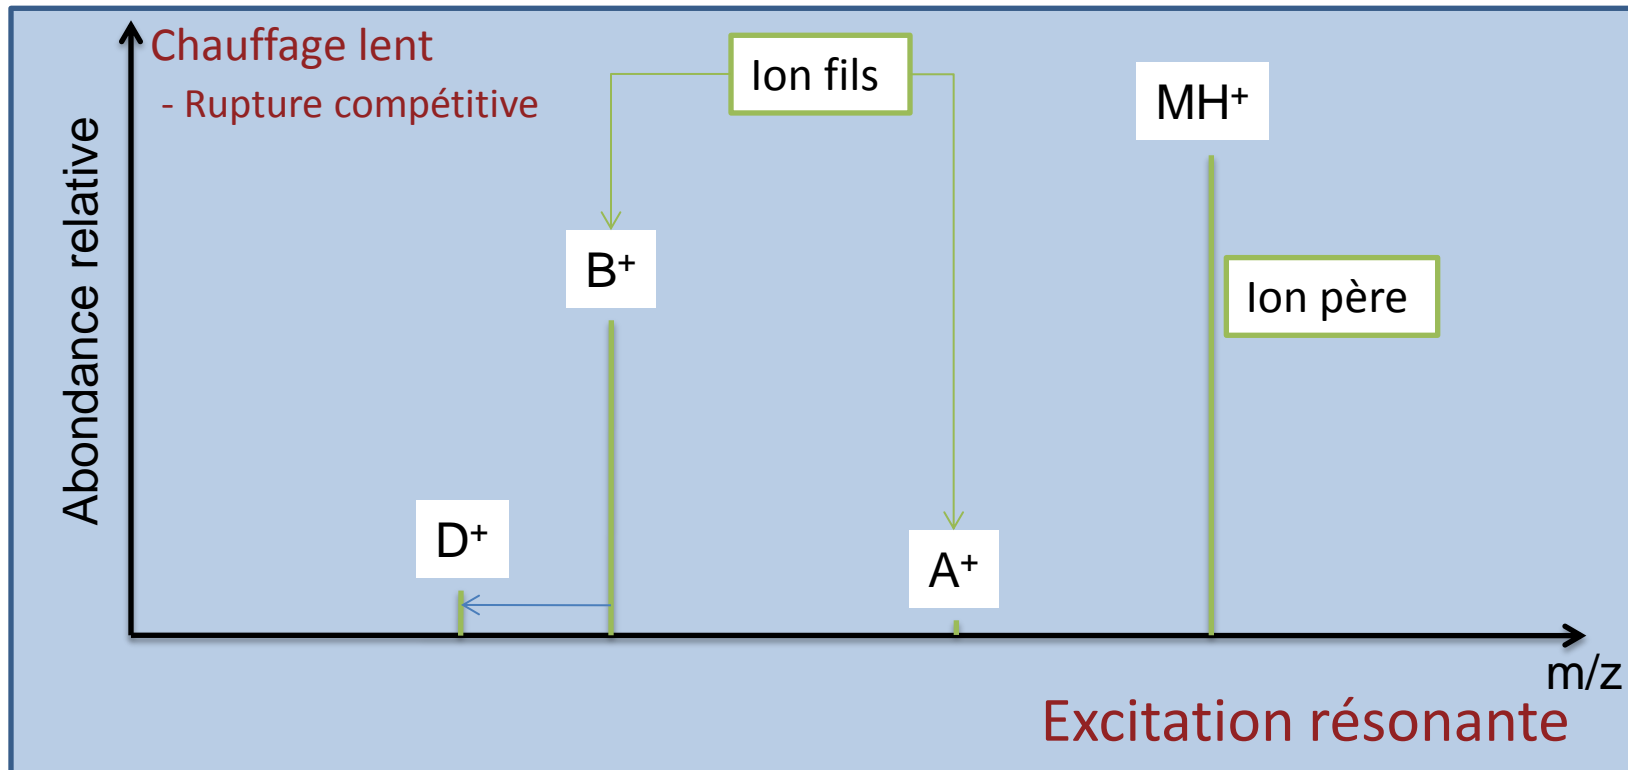 Chauffage lent
- Rupture compétitive
Ion fils
MH⁺
B⁺
Ion père
D⁺
A⁺
Abondance relative
m/z
Excitation résonante